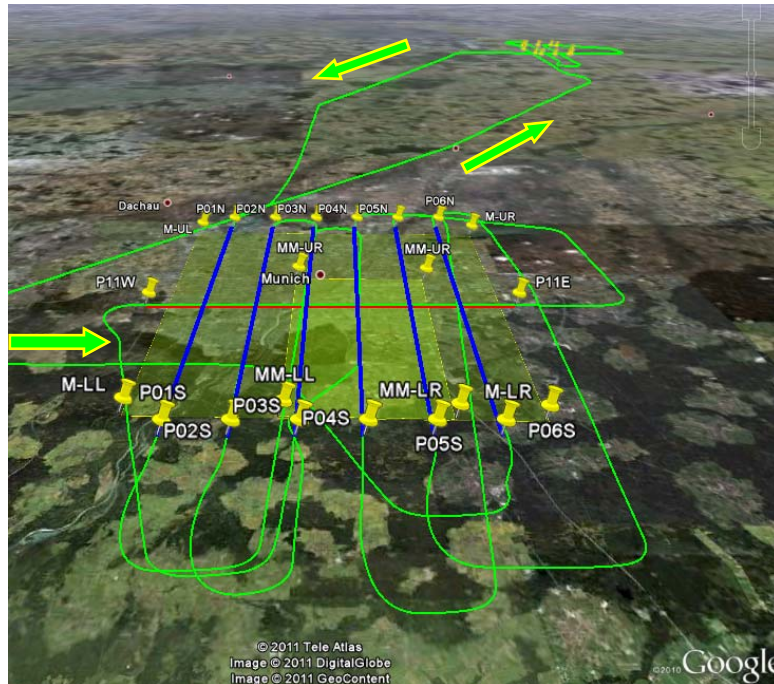 Dachau
P01N
P02N
P03N
P04N
P05N
P06N
M-UL
M-UR
MM-UR
MM-UR
Munich
P11W
P11E
M-LL
P01S
MM-LL
MM-LR
M-LR
P02S
P03S
P04S
P05S
P06S
© 2011 Tele Atlas
Image © 2011 DigitalGlobe
Image © 2011 GeoContent
©2010 Google